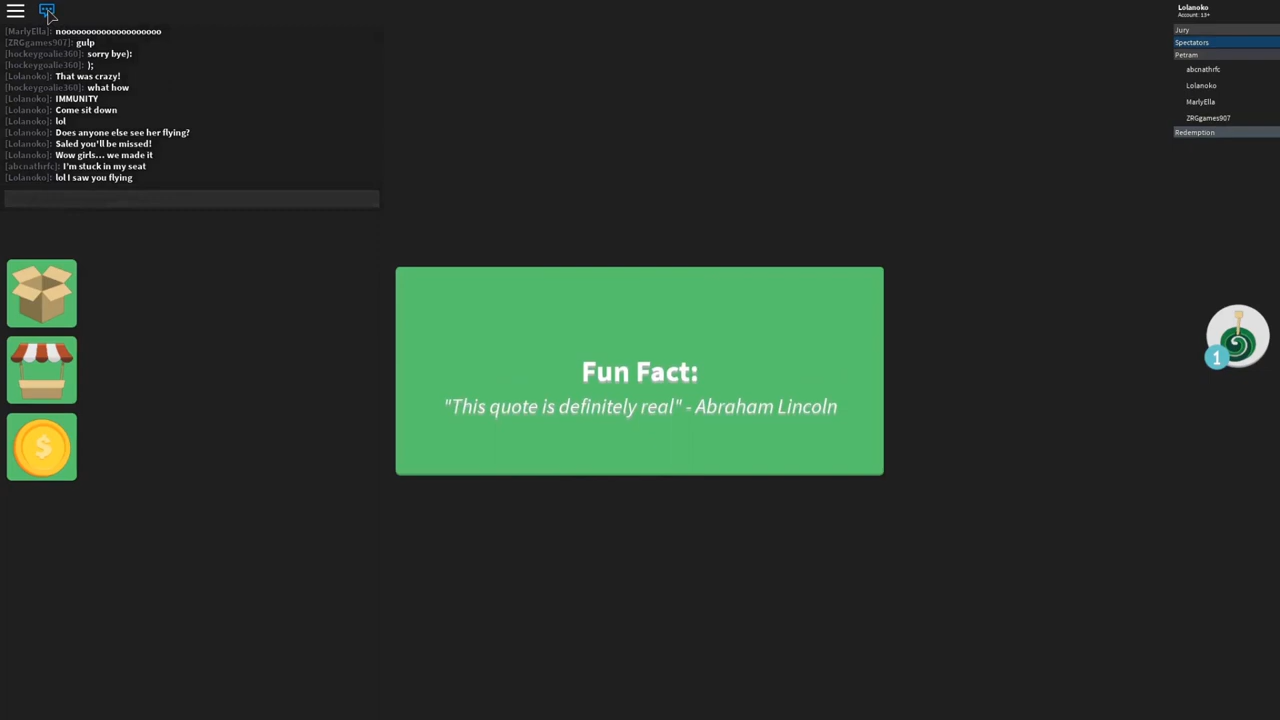 [MarlyElla]: nooooooooooooooooooo
[ZRGgames907]: gulp
[hockeygoalie360]: sorry bye):
[hockeygoalie360]: );
[Lolanoko]: That was crazy!
[hockeygoalie360]: what how
[Lolanoko]: IMMUNITY
[Lolanoko]: Come sit down
[Lolanoko]: lol
[Lolanoko]: Does anyone else see her flying?
[Lolanoko]: Saled you'll be missed!
[Lolanoko]: Wow girls... we made it
[abcnathrfc]: I'm stuck in my seat
[Lolanoko]: lol I saw you flying
Fun Fact:
"This quote is definitely real" - Abraham Lincoln
Lolanoko
Account: 13+
Jury
Spectators
Petram
abcnathrfc
Lolanoko
MarlyElla
ZRGgames907
Redemption
1